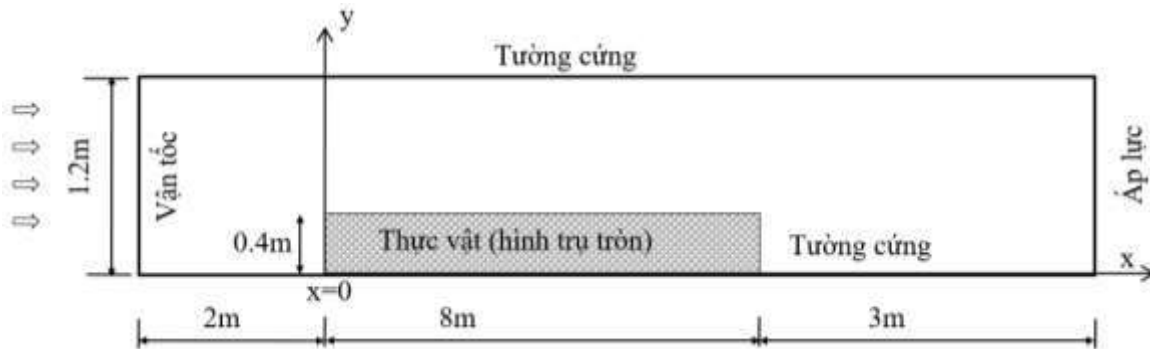 y
Tường cứng
1.2m
Vận tốc
Áp lực
0.4m
Thực vật (hình trụ tròn)
Tường cứng
x
x=0
2m
8m
3m